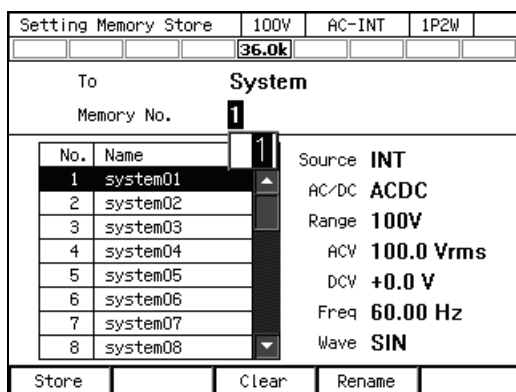 Setting Memory Store 100V AC-INT 1P2W
36.0k
To System
Memory No. 1
1
No. Name
1 system01
2 system02
3 system03
4 system04
5 system05
6 system06
7 system07
8 system08
Source INT
AC/DC ACDC
Range 100V
ACV 100.0 Vrms
DCV +0.0 V
Freq 60.00 Hz
Wave SIN
Store Clear Rename